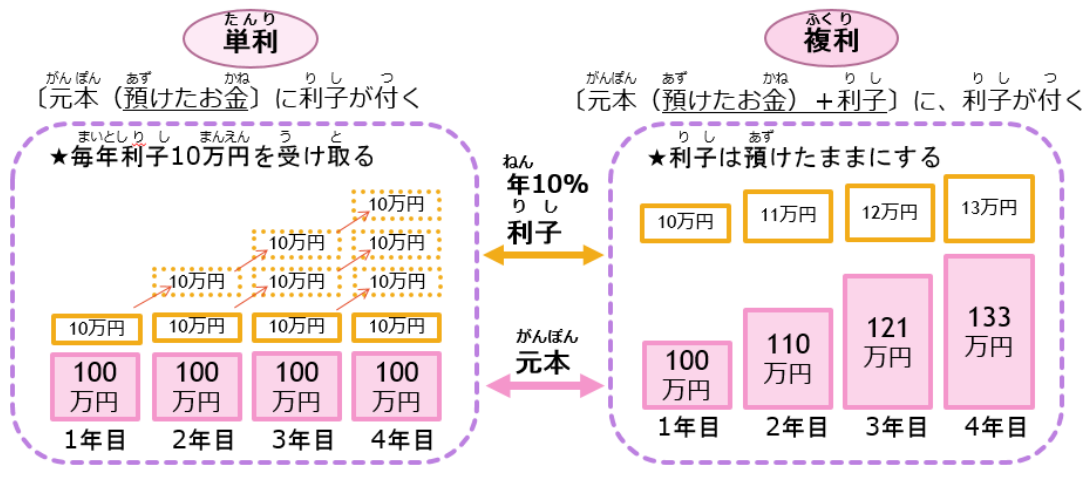 たんり
単利
がんぽん あず かね りし つ
〔元本（預けたお金〕に利子が付く
まいとし りし まんえん う と
★毎年利子10万円を受け取る
10万円
10万円 10万円
10万円 10万円 10万円
10万円 10万円 10万円 10万円
100万円 100万円 100万円 100万円
1年目 2年目 3年目 4年目
ねん
年10%
りし
利子
がんぽん
元本
ふくり
複利
がんぽん あず かね りし りし つ
〔元本（預けたお金）＋利子〕に、利子が付く
りし あず
★利子は預けたままにする
10万円 11万円 12万円 13万円
100万円 110万円 121万円 133万円
1年目 2年目 3年目 4年目